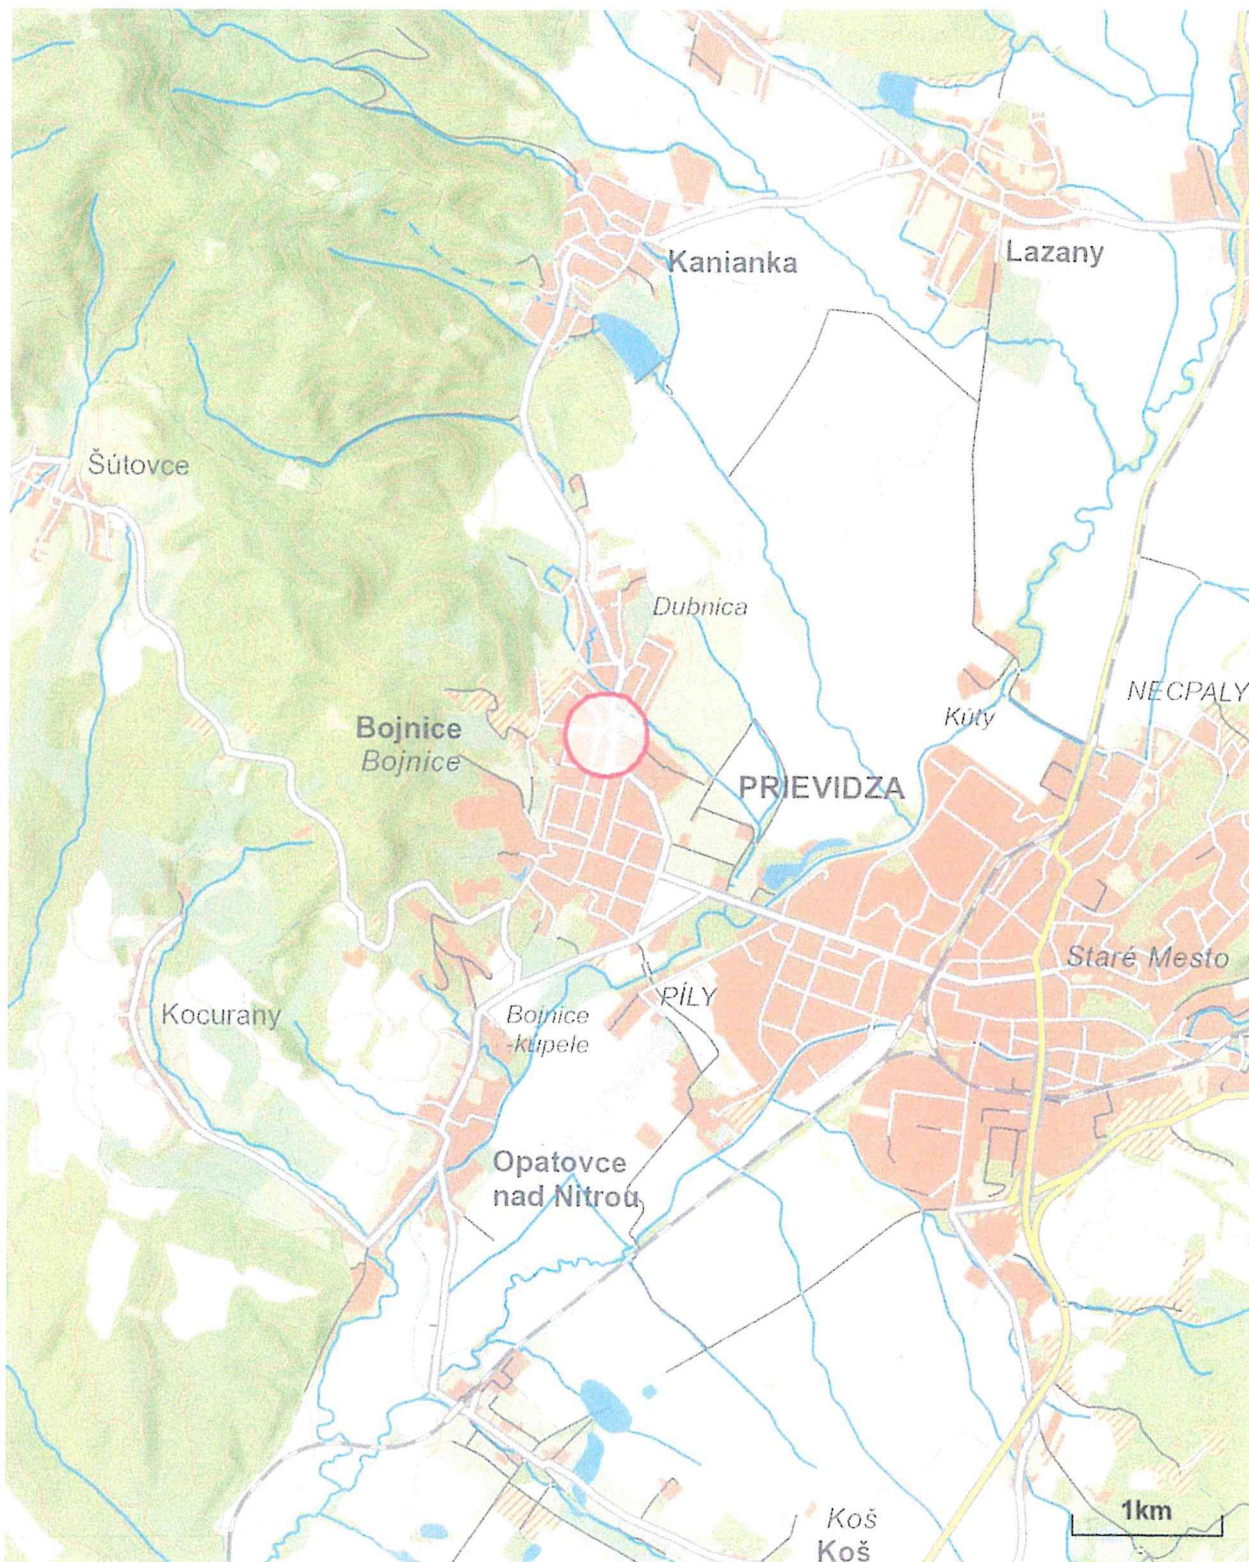 Kanianka
Lazany
Šútovce
Dubnica
NECPALY
Kúty
Bojnice
Bojnice
PRIEVIDZA
Staré Mesto
PÍLY
Kocurany
Bojnice
-kúpele
Opatovce
nad Nitrou
1km
Koš
Koš